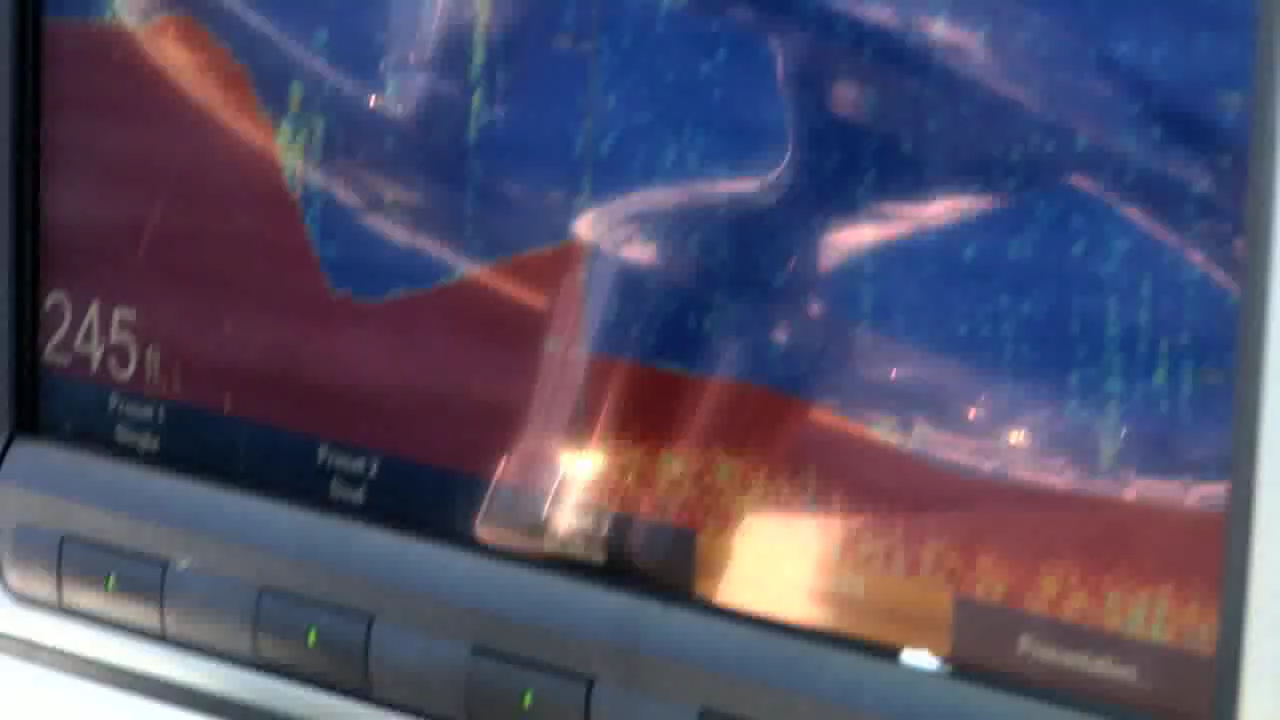 245 ft
Preset 1
Single
Preset 2
Dual
Presentation